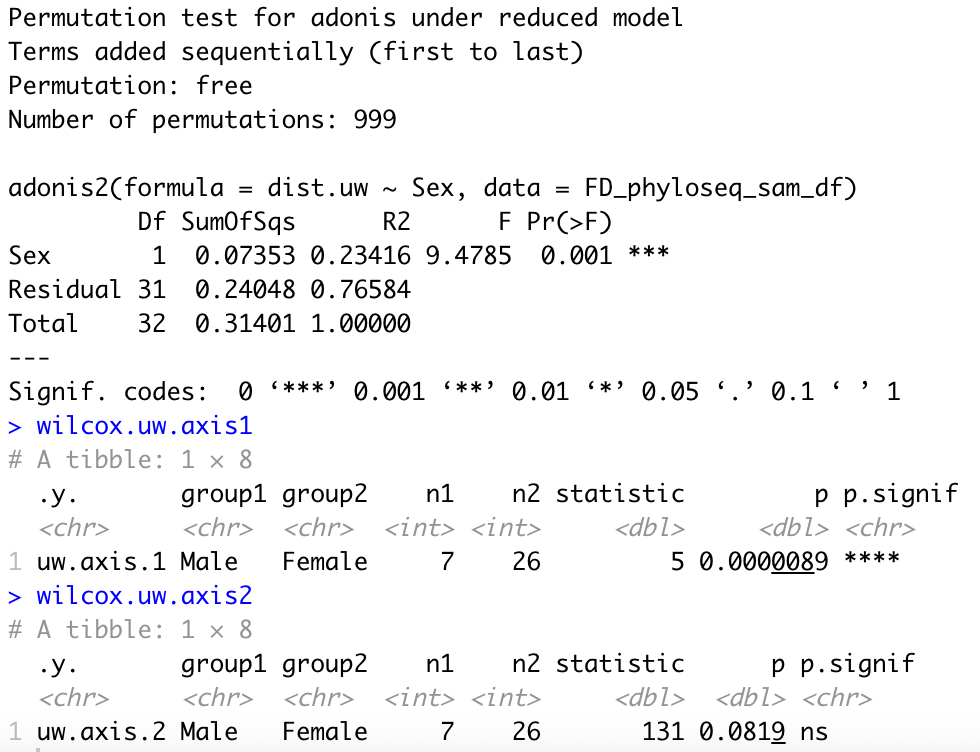 Permutation test for adonis under reduced model
Terms added sequentially (first to last)
Permutation: free
Number of permutations: 999
adonis2(formula = dist.uw ~ Sex, data = FD_phyloseq_sam_df)
         Df SumOfSqs      R2      F Pr(>F)
Sex       1  0.07353 0.23416 9.4785  0.001 ***
Residual 31  0.24048 0.76584
Total    32  0.31401 1.00000
---
Signif. codes:  0 ‘***’ 0.001 ‘**’ 0.01 ‘*’ 0.05 ‘.’ 0.1 ‘ ’ 1
> wilcox.uw.axis1
# A tibble: 1 × 8
  .y.       group1 group2    n1    n2 statistic         p p.signif
  <chr>     <chr>  <chr>  <int> <int>     <dbl>     <dbl> <chr>
1 uw.axis.1 Male   Female     7    26         5 0.0000089 ****
> wilcox.uw.axis2
# A tibble: 1 × 8
  .y.       group1 group2    n1    n2 statistic      p p.signif
  <chr>     <chr>  <chr>  <int> <int>     <dbl>  <dbl> <chr>
1 uw.axis.2 Male   Female     7    26       131 0.0819 ns